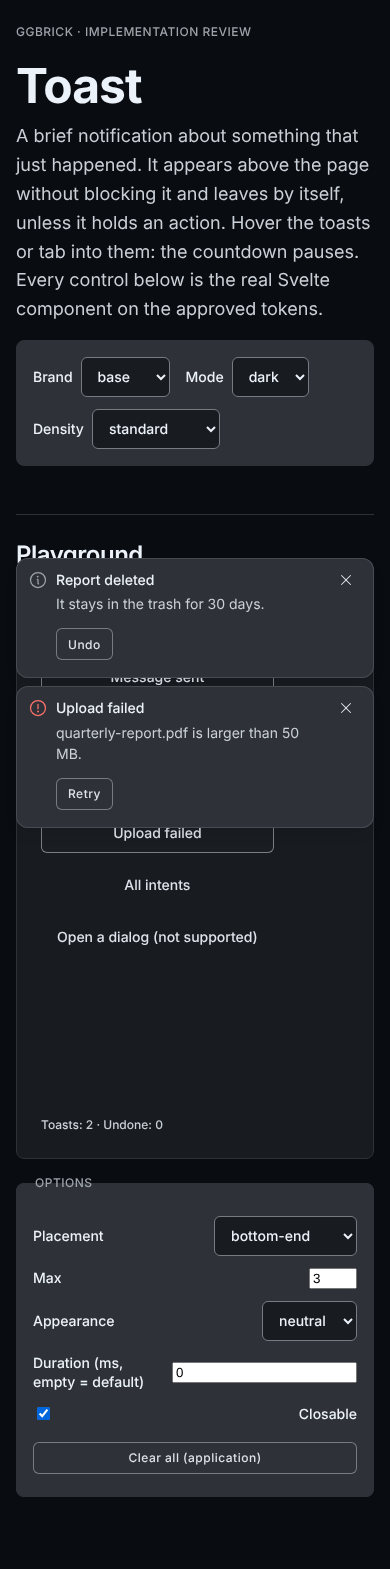 GGBRICK · IMPLEMENTATION REVIEW
Toast
A brief notification about something that
just happened. It appears above the page
without blocking it and leaves by itself,
unless it holds an action. Hover the toasts
or tab into them: the countdown pauses.
Every control below is the real Svelte
component on the approved tokens.
Brand base Mode dark
Density standard
Playground
Report deleted
It stays in the trash for 30 days.
Undo
Message sent
Upload failed
quarterly-report.pdf is larger than 50
MB.
Retry
Upload failed
All intents
Open a dialog (not supported)
Toasts: 2 · Undone: 0
OPTIONS
Placement bottom-end
Max 3
Appearance neutral
Duration (ms,
empty = default) 0
Closable
Clear all (application)